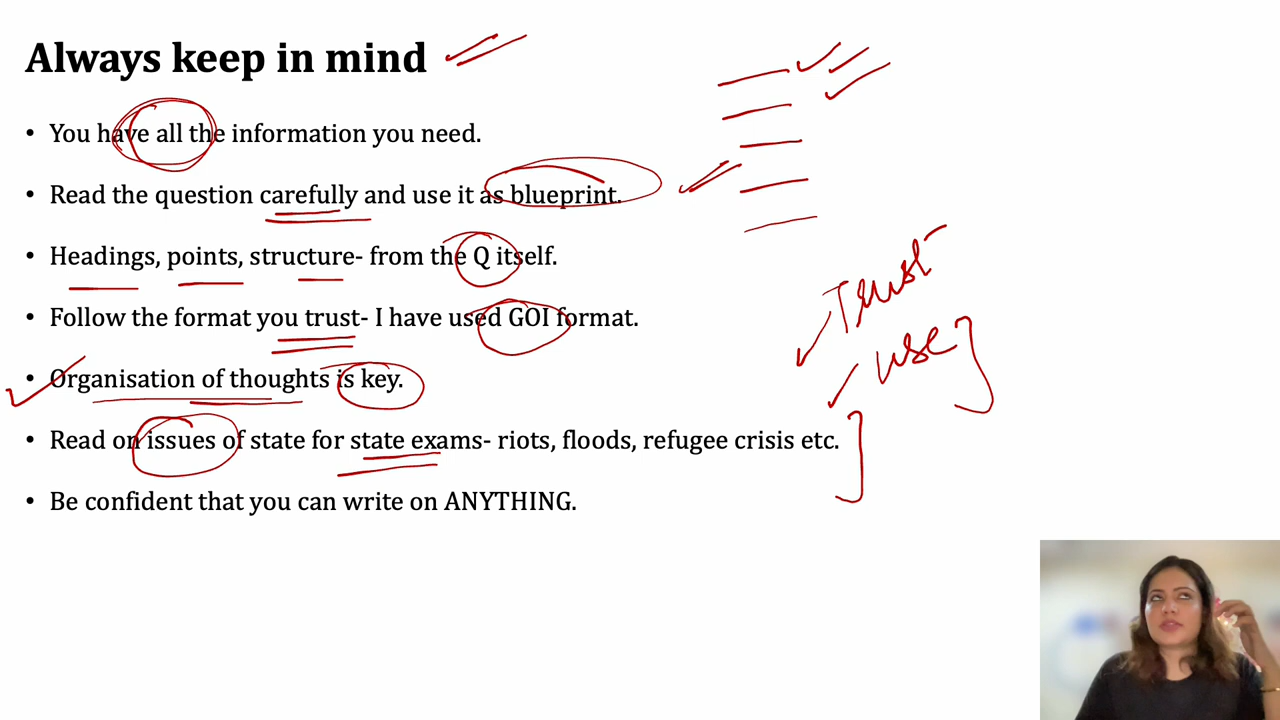 Always keep in mind
• You have all the information you need.
• Read the question carefully and use it as blueprint.
• Headings, points, structure- from the Q itself.
• Follow the format you trust- I have used GOI format.
• Organisation of thoughts is key.
• Read on issues of state for state exams- riots, floods, refugee crisis etc.
• Be confident that you can write on ANYTHING.
Trust
use